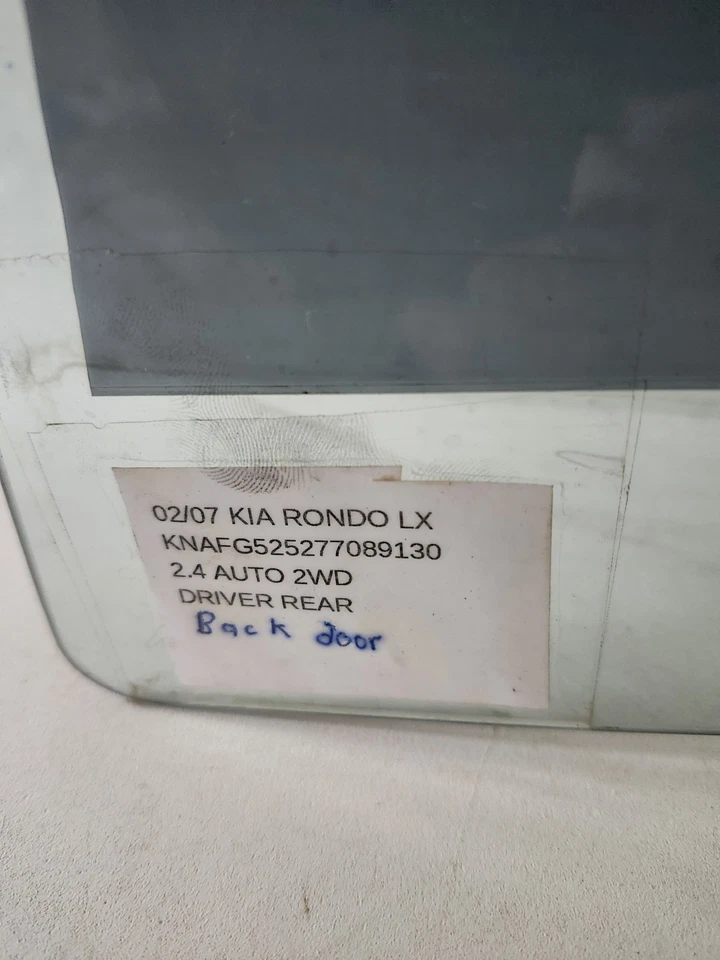 02/07 KIA RONDO LX
KNAFG525277089130
2.4 AUTO 2WD
DRIVER REAR
Back door